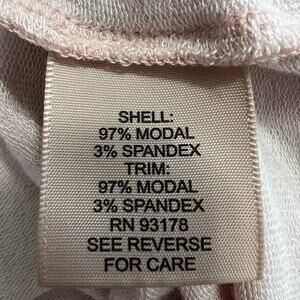 SHELL:
97% MODAL
3% SPANDEX
TRIM:
97% MODAL
3% SPANDEX
RN 93178
SEE REVERSE
FOR CARE